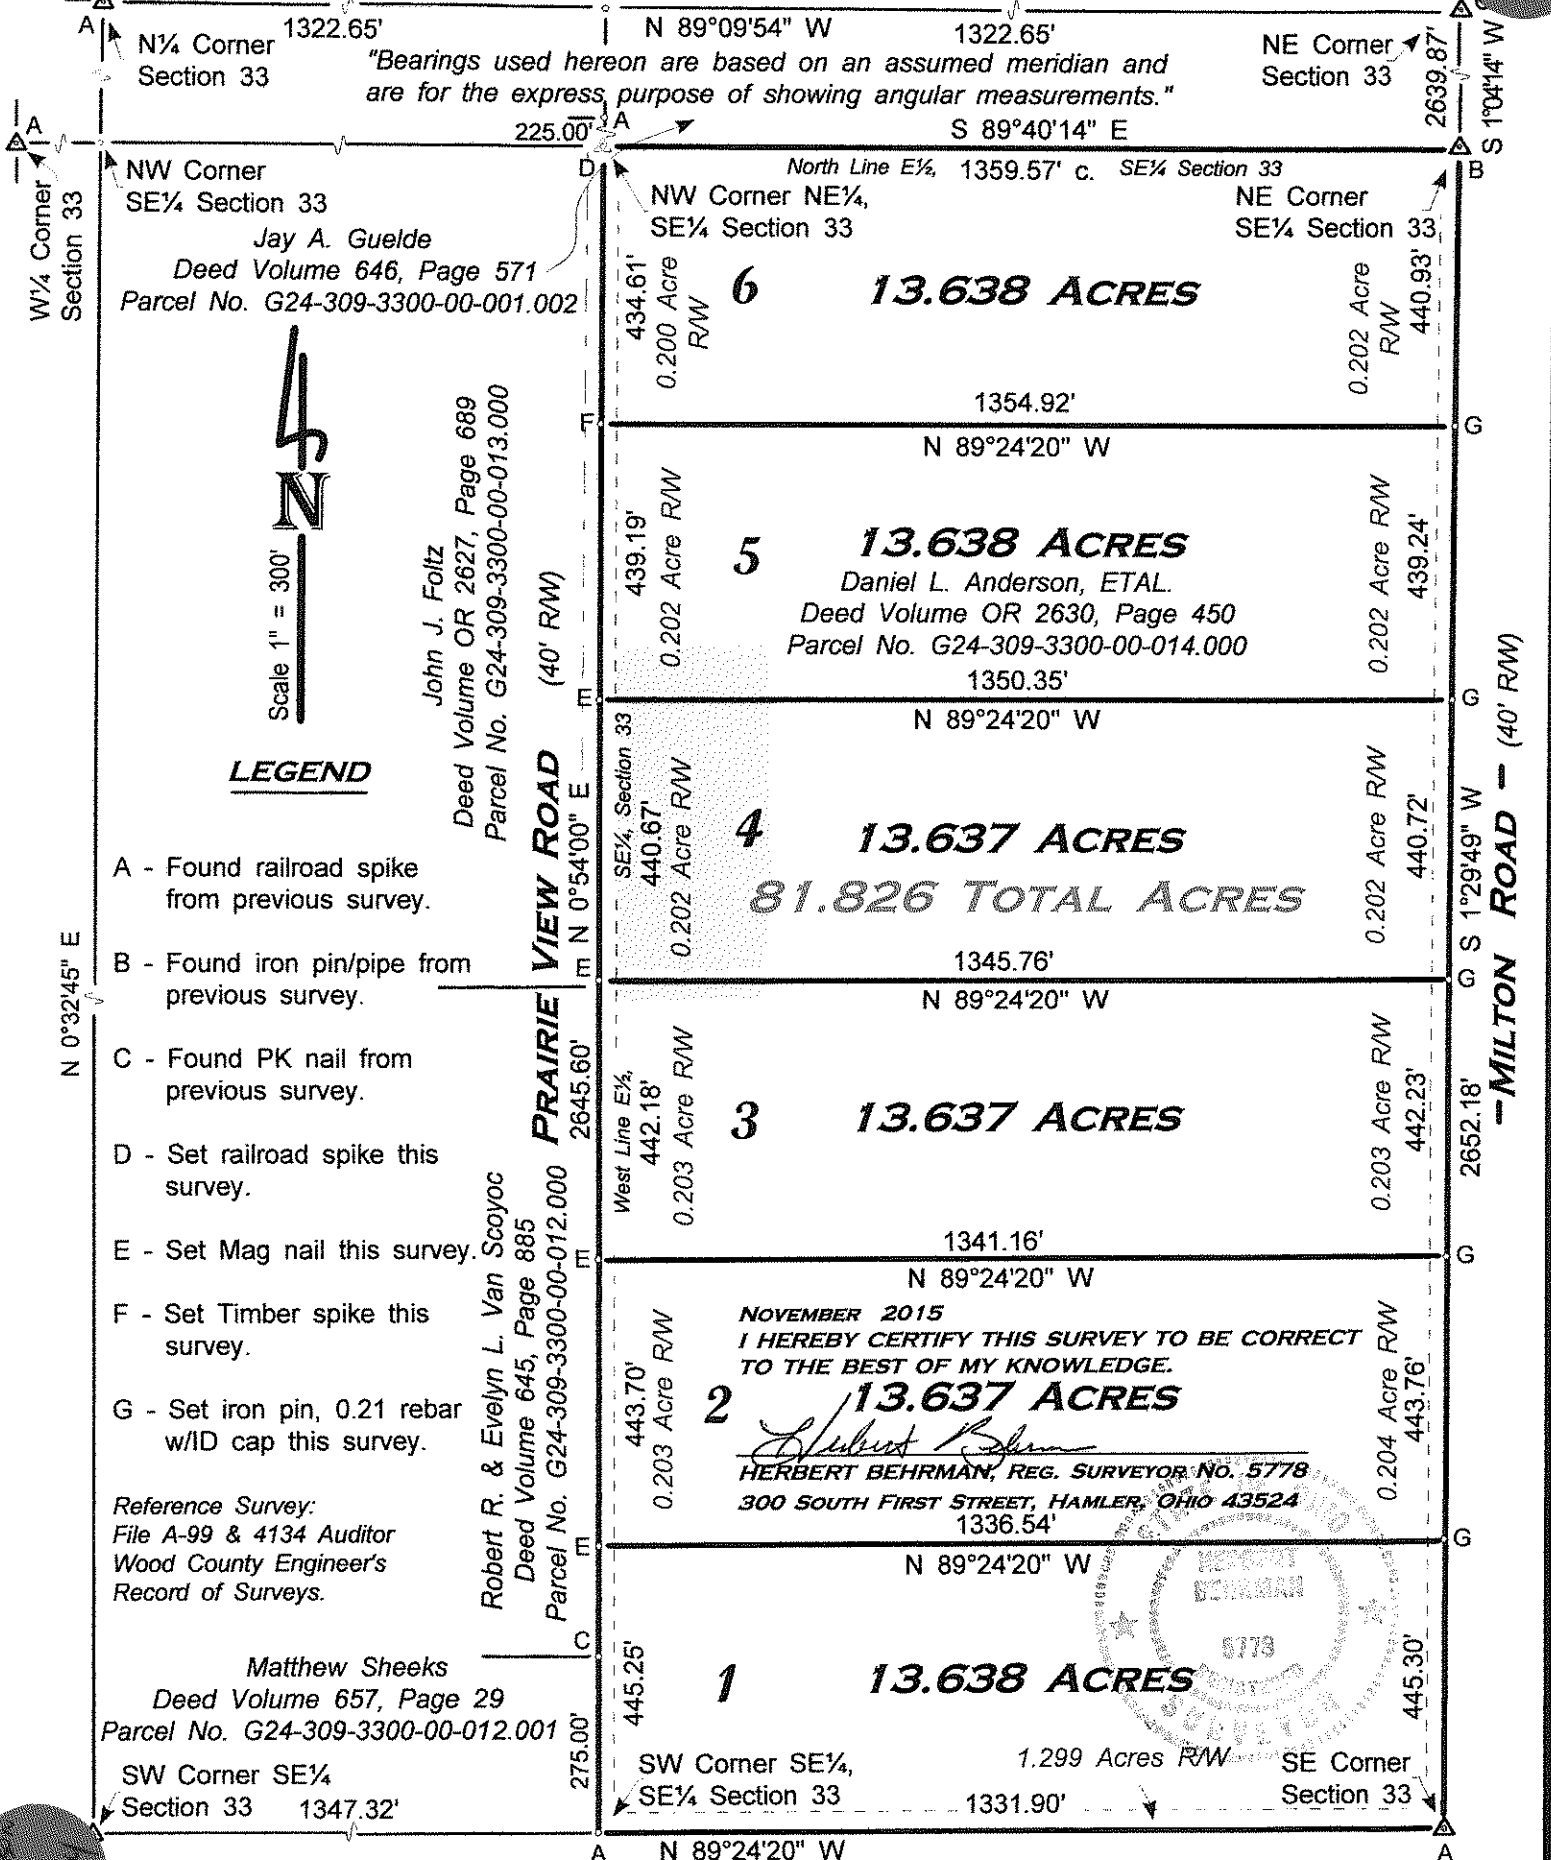 1322.65'
N 89°09'54" W
1322.65'
A
N¼ Corner
Section 33
"Bearings used hereon are based on an assumed meridian and
are for the express purpose of showing angular measurements."
NE Corner
Section 33
2639.87'
S 1°04'14" W
A
225.00'
A
S 89°40'14" E
W¼ Corner
Section 33
NW Corner
SE¼ Section 33
D
North Line E½, 1359.57' c. SE¼ Section 33
B
NW Corner NE¼,
SE¼ Section 33
NE Corner
SE¼ Section 33
Jay A. Guelde
Deed Volume 646, Page 571
Parcel No. G24-309-3300-00-001.002
434.61'
0.200 Acre
R/W
6
13.638 ACRES
0.202 Acre
R/W
440.93'
1354.92'
F
G
N 89°24'20" W
N
Scale 1" = 300'
John J. Foltz
Deed Volume OR 2627, Page 689
Parcel No. G24-309-3300-00-013.000
439.19'
0.202 Acre R/W
5
13.638 ACRES
Daniel L. Anderson, ETAL.
Deed Volume OR 2630, Page 450
Parcel No. G24-309-3300-00-014.000
0.202 Acre R/W
439.24'
1350.35'
E
G
N 89°24'20" W
LEGEND
PRAIRIE VIEW ROAD (40' R/W)
N 0°54'00" E
2645.60'
SE¼, Section 33
440.67'
0.202 Acre R/W
4
13.637 ACRES
81.826 TOTAL ACRES
0.202 Acre R/W
440.72'
S 1°29'49" W
2652.18'
MILTON ROAD (40' R/W)
1345.76'
E
G
N 89°24'20" W
A - Found railroad spike
from previous survey.
N 0°32'45" E
B - Found iron pin/pipe from
previous survey.
C - Found PK nail from
previous survey.
D - Set railroad spike this
survey.
E - Set Mag nail this survey.
F - Set Timber spike this
survey.
G - Set iron pin, 0.21 rebar
w/ID cap this survey.
West Line E½,
442.18'
0.203 Acre R/W
3
13.637 ACRES
0.203 Acre R/W
442.23'
1341.16'
E
G
N 89°24'20" W
Robert R. & Evelyn L. Van Scoyoc
Deed Volume 645, Page 885
Parcel No. G24-309-3300-00-012.000
443.70'
0.203 Acre R/W
2
NOVEMBER 2015
I HEREBY CERTIFY THIS SURVEY TO BE CORRECT
TO THE BEST OF MY KNOWLEDGE.
13.637 ACRES
Herbert Behrman
HERBERT BEHRMAN, REG. SURVEYOR NO. 5778
300 SOUTH FIRST STREET, HAMLER, OHIO 43524
0.204 Acre R/W
443.76'
1336.54'
E
G
N 89°24'20" W
Reference Survey:
File A-99 & 4134 Auditor
Wood County Engineer's
Record of Surveys.
STATE OF OHIO
HERBERT
BEHRMAN
5778
SURVEYOR
C
Matthew Sheeks
Deed Volume 657, Page 29
Parcel No. G24-309-3300-00-012.001
275.00'
445.25'
1
13.638 ACRES
445.30'
SW Corner SE¼
Section 33
1347.32'
SW Corner SE¼,
SE¼ Section 33
1.299 Acres R/W
SE Corner
Section 33
1331.90'
A
N 89°24'20" W
A